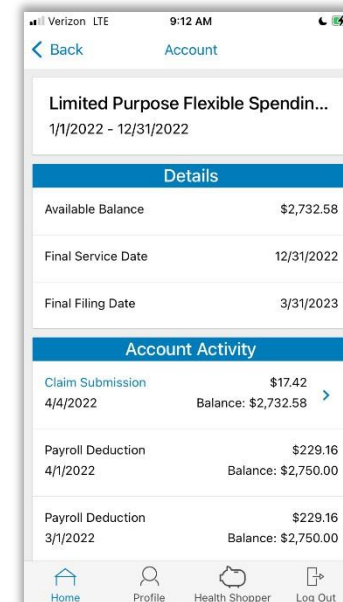 Verizon LTE 9:12 AM
Back Account
Limited Purpose Flexible Spendin...
1/1/2022 - 12/31/2022
Details
Available Balance $2,732.58
Final Service Date 12/31/2022
Final Filing Date 3/31/2023
Account Activity
Claim Submission $17.42
4/4/2022 Balance: $2,732.58
Payroll Deduction $229.16
4/1/2022 Balance: $2,750.00
Payroll Deduction $229.16
3/1/2022 Balance: $2,750.00
Home Profile Health Shopper Log Out